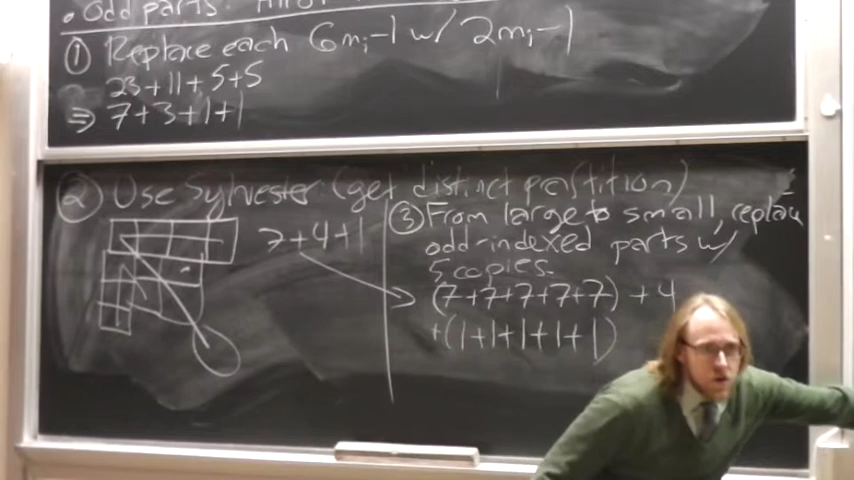 • Odd parts.
① Replace each 6mᵢ-1 w/ 2mᵢ-1
23+11+5+5
⇒ 7+3+1+1
② Use Sylvester (get distinct partition)
7+4+1
③ From large to small, replace
odd-indexed parts w/
5 copies.
(7+7+7+7+7) + 4
+(1+1+1+1+1)